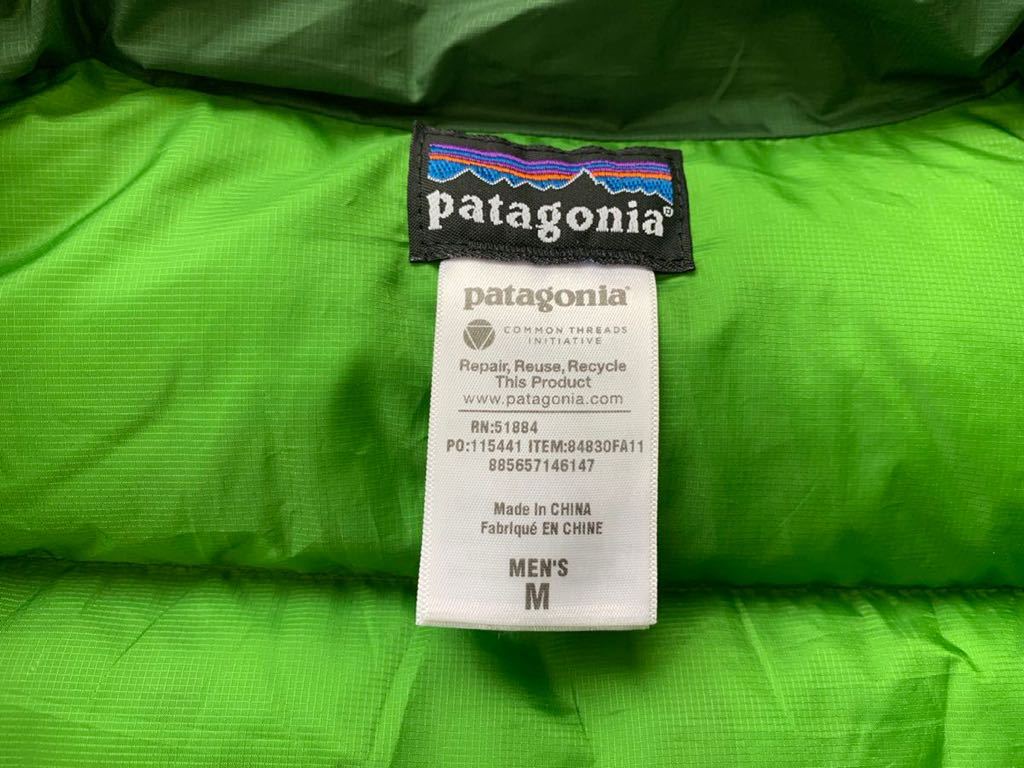 patagonia®
patagonia®
COMMON THREADS
INITIATIVE
Repair, Reuse, Recycle
This Product
www.patagonia.com
RN:51884
PO:115441 ITEM:84830FA11
885657146147
Made In CHINA
Fabriqué EN CHINE
MEN'S
M